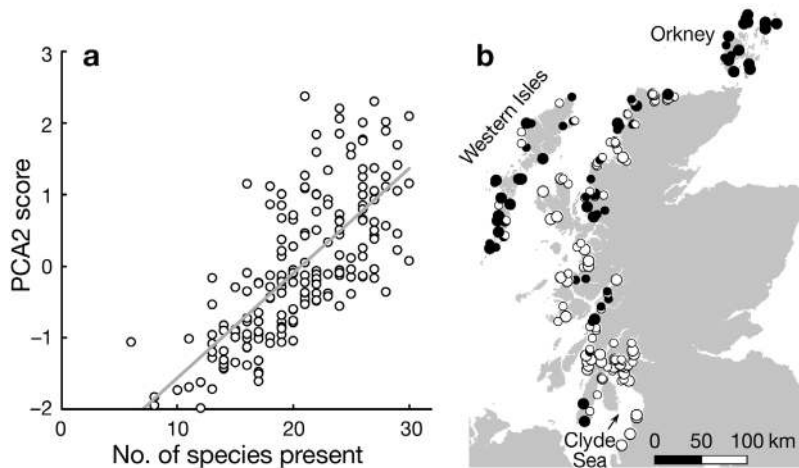 a
3
2
1
0
−1
−2
PCA2 score
0 10 20 30
No. of species present
b
Orkney
Western Isles
Clyde
Sea
0 50 100 km